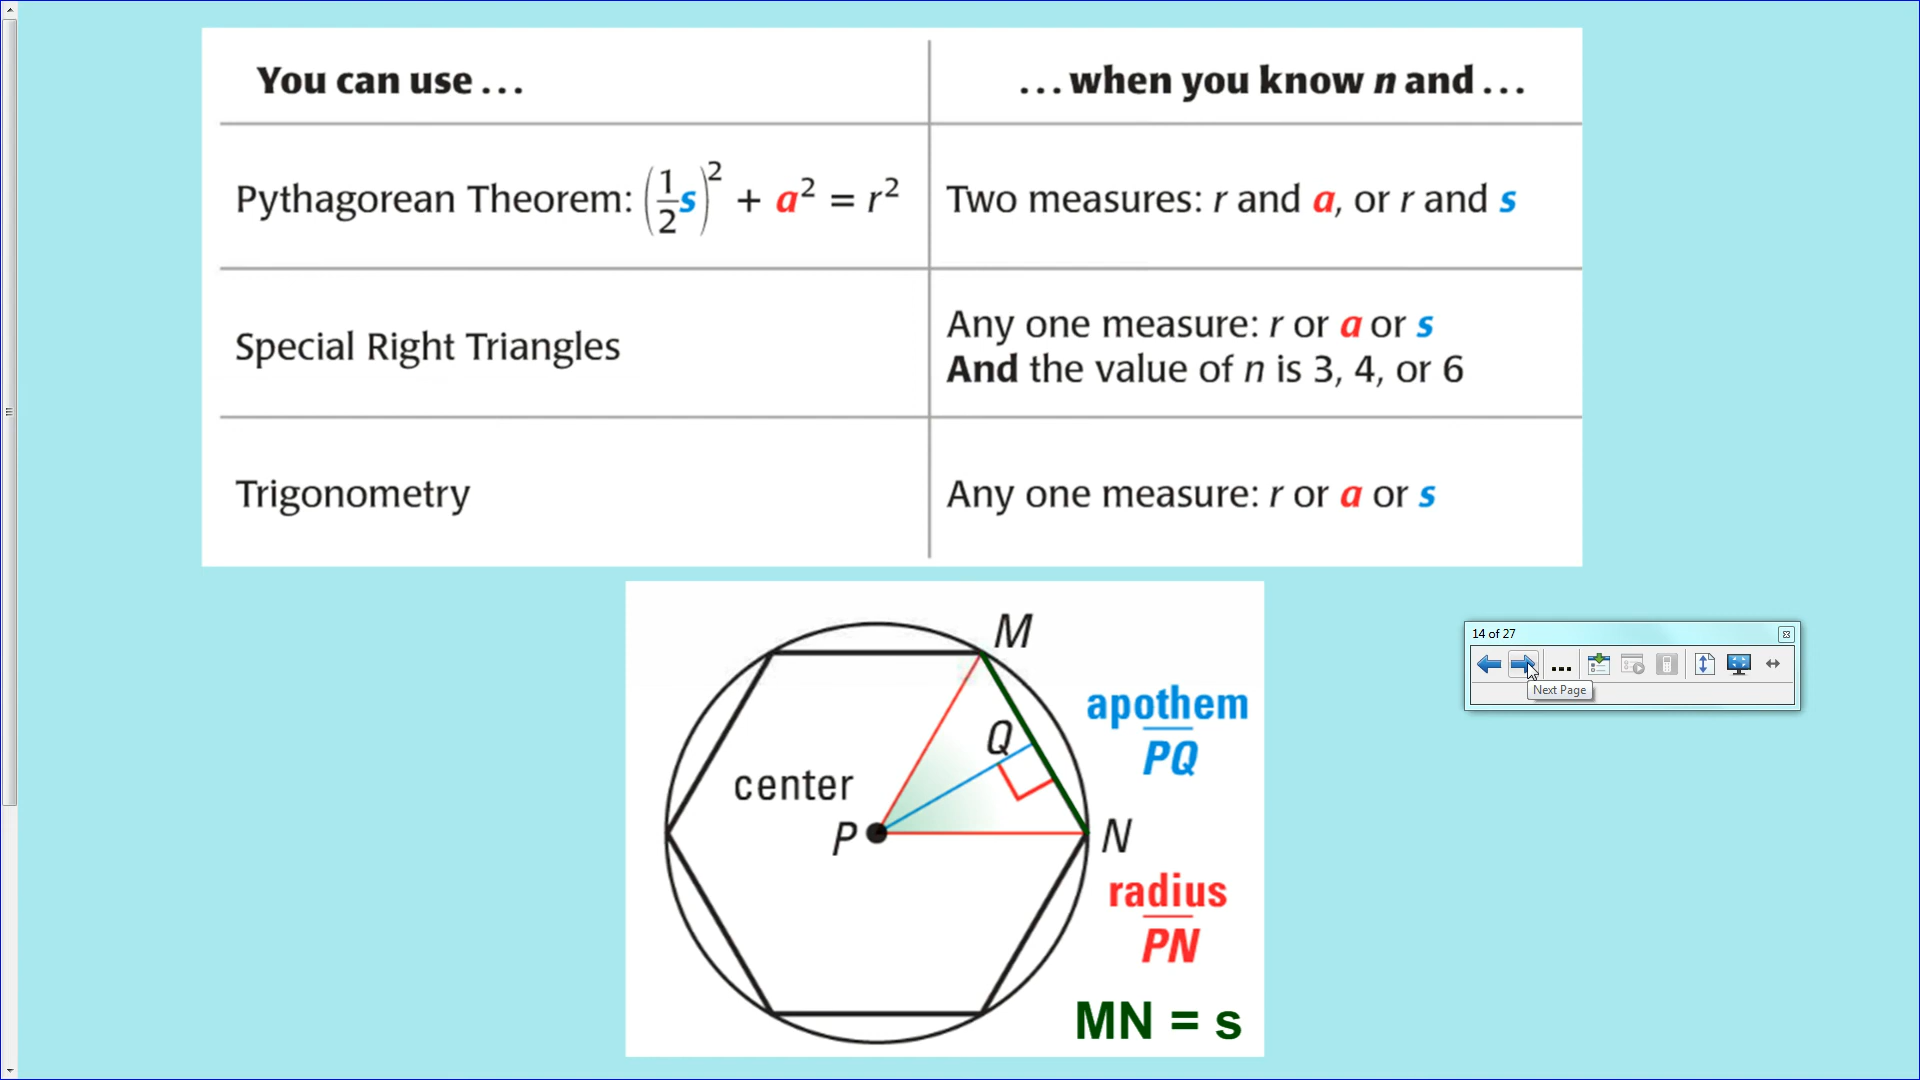 You can use . . .
. . . when you know n and . . .
Pythagorean Theorem: (1/2 s)² + a² = r²
Two measures: r and a, or r and s
Special Right Triangles
Any one measure: r or a or s
And the value of n is 3, 4, or 6
Trigonometry
Any one measure: r or a or s
M
apothem
PQ
Q
center
P
N
radius
PN
MN = s
14 of 27
...
Next Page